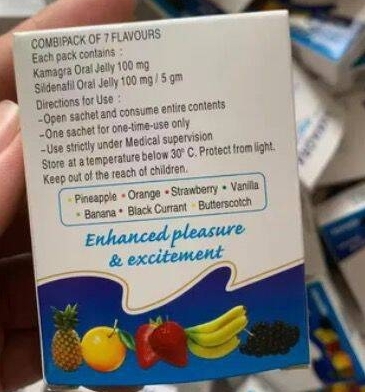 COMBIPACK OF 7 FLAVOURS
Each pack contains :
Kamagra Oral Jelly 100 mg
Sildenafil Oral Jelly 100 mg / 5 gm
Directions for Use :
-Open sachet and consume entire contents
-One sachet for one-time-use only
-Use strictly under Medical supervision
Store at a temperature below 30° C. Protect from light.
Keep out of the reach of children.
• Pineapple • Orange • Strawberry • Vanilla
• Banana • Black Currant • Butterscotch
Enhanced pleasure
& excitement